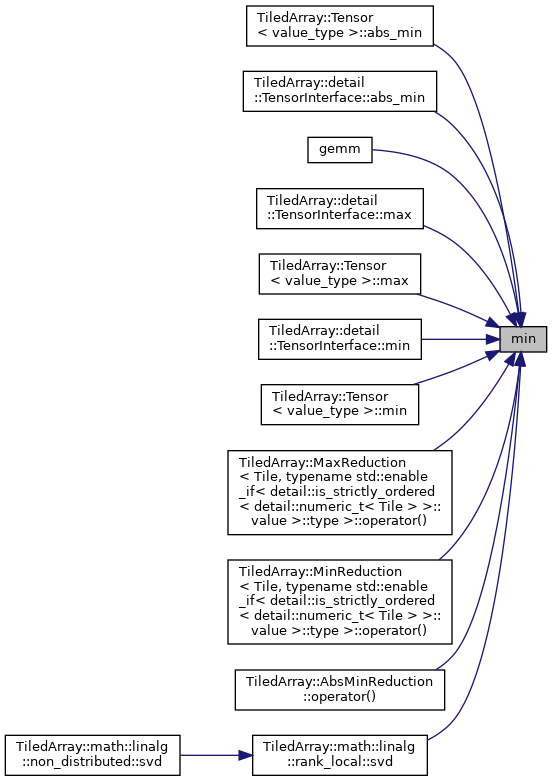 TiledArray::Tensor
< value_type >::abs_min
TiledArray::detail
::TensorInterface::abs_min
gemm
TiledArray::detail
::TensorInterface::max
TiledArray::Tensor
< value_type >::max
min
TiledArray::detail
::TensorInterface::min
TiledArray::Tensor
< value_type >::min
TiledArray::MaxReduction
< Tile, typename std::enable
_if< detail::is_strictly_ordered
< detail::numeric_t< Tile > >::
value >::type >::operator()
TiledArray::MinReduction
< Tile, typename std::enable
_if< detail::is_strictly_ordered
< detail::numeric_t< Tile > >::
value >::type >::operator()
TiledArray::AbsMinReduction
::operator()
TiledArray::math::linalg
::non_distributed::svd
TiledArray::math::linalg
::rank_local::svd